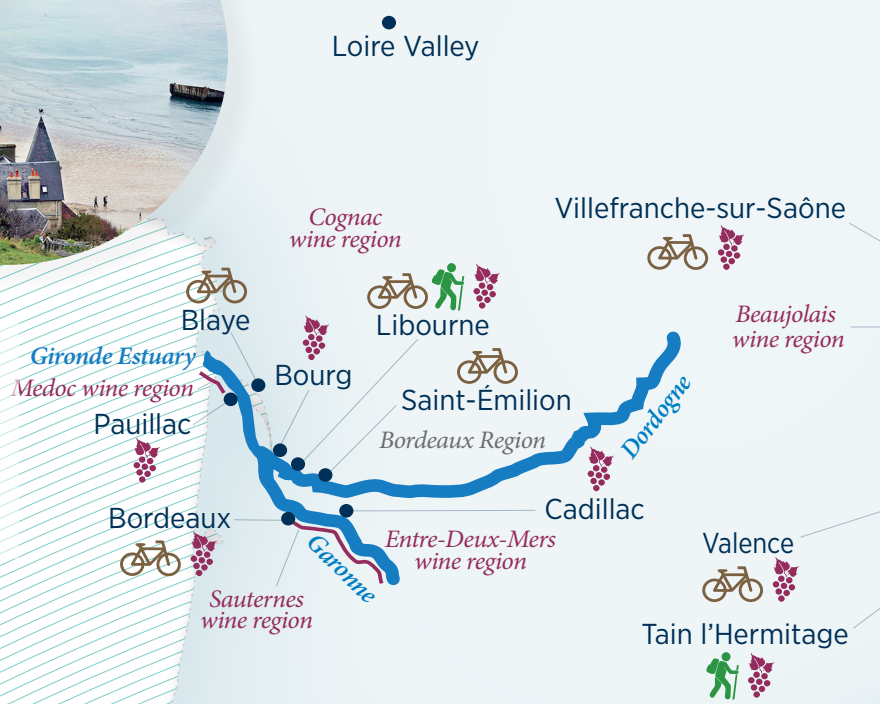 Loire Valley
Villefranche-sur-Saône
Cognac
wine region
Blaye
Libourne
Beaujolais
wine region
Gironde Estuary
Medoc wine region
Bourg
Saint-Émilion
Pauillac
Bordeaux Region
Dordogne
Cadillac
Bordeaux
Entre-Deux-Mers
wine region
Garonne
Valence
Sauternes
wine region
Tain l’Hermitage